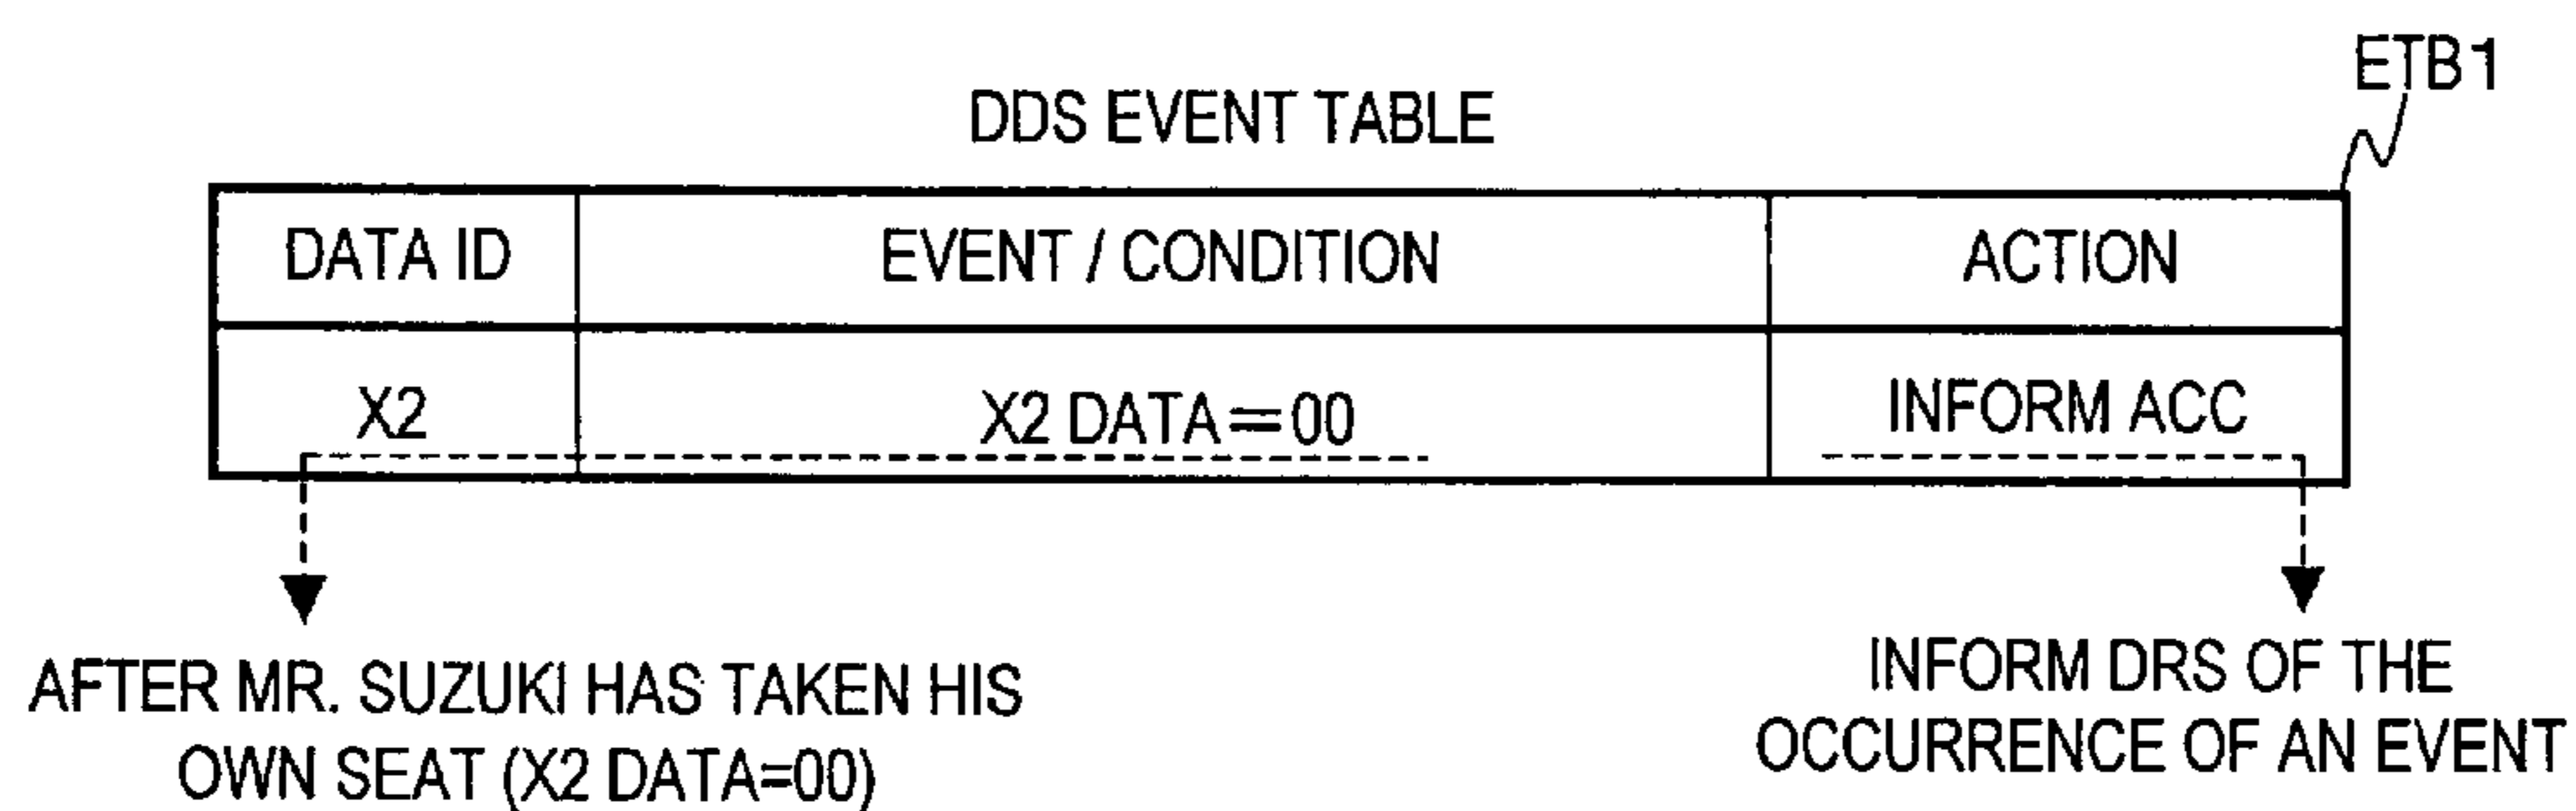 ETB1
DDS EVENT TABLE
DATA ID EVENT / CONDITION ACTION
X2 X2 DATA=00 INFORM ACC
AFTER MR. SUZUKI HAS TAKEN HIS
OWN SEAT (X2 DATA=00)
INFORM DRS OF THE
OCCURRENCE OF AN EVENT